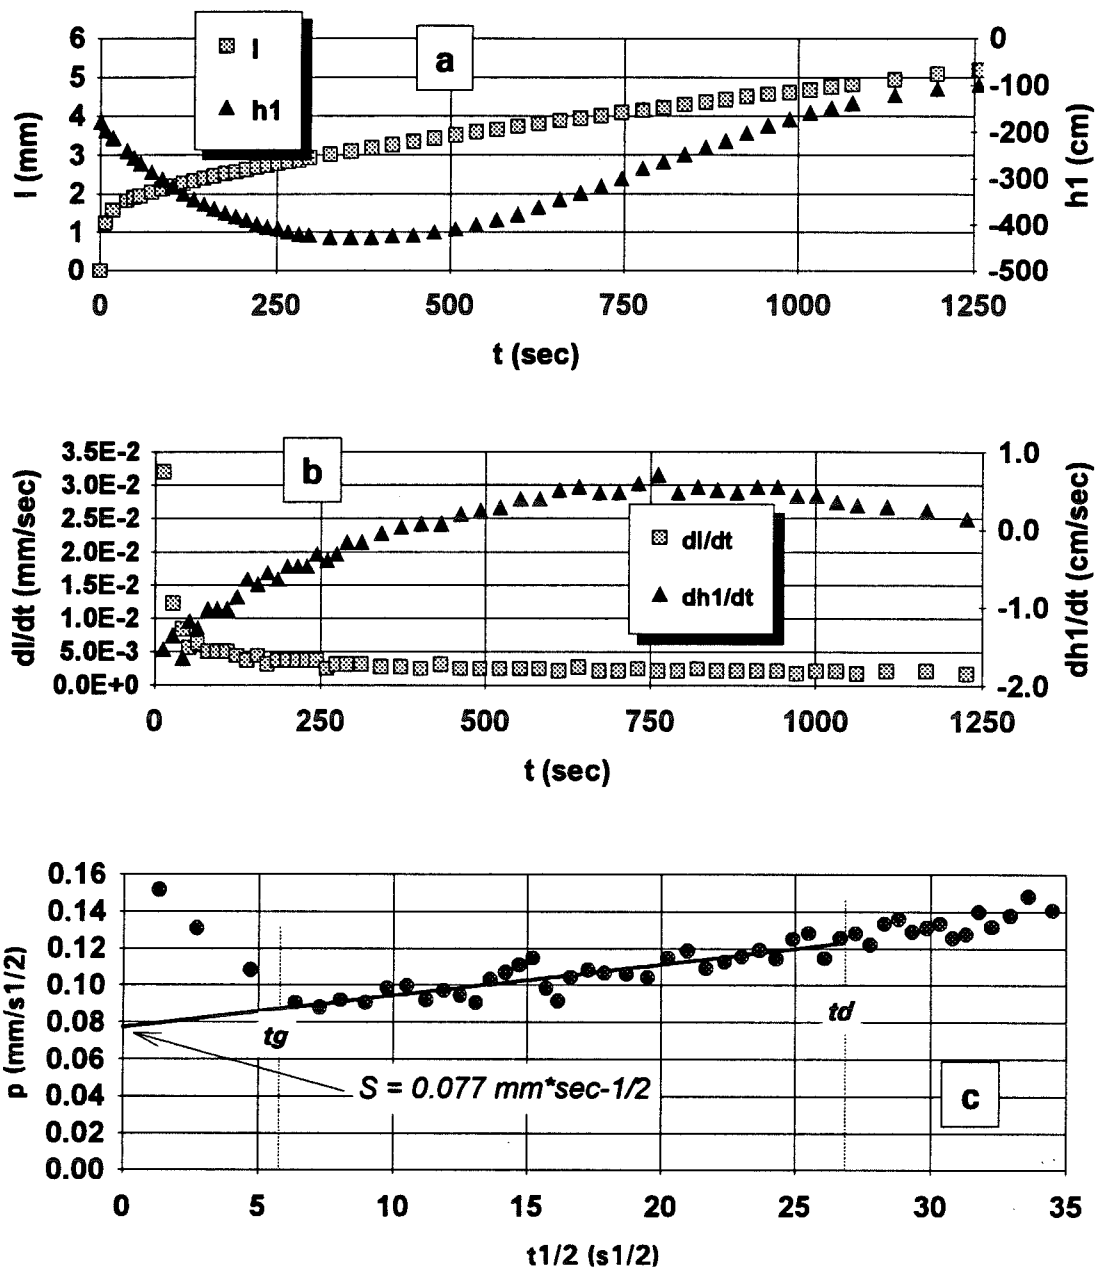 a
l
h1
6
5
4
3
2
1
0
l (mm)
0
-100
-200
-300
-400
-500
h1 (cm)
0 250 500 750 1000 1250
t (sec)
b
3.5E-2
3.0E-2
2.5E-2
2.0E-2
1.5E-2
1.0E-2
5.0E-3
0.0E+0
dl/dt (mm/sec)
1.0
0.0
-1.0
-2.0
dh1/dt (cm/sec)
dl/dt
dh1/dt
0 250 500 750 1000 1250
t (sec)
0.16
0.14
0.12
0.10
0.08
0.06
0.04
0.02
0.00
p (mm/s1/2)
tg
td
S = 0.077 mm*sec-1/2
c
0 5 10 15 20 25 30 35
t1/2 (s1/2)